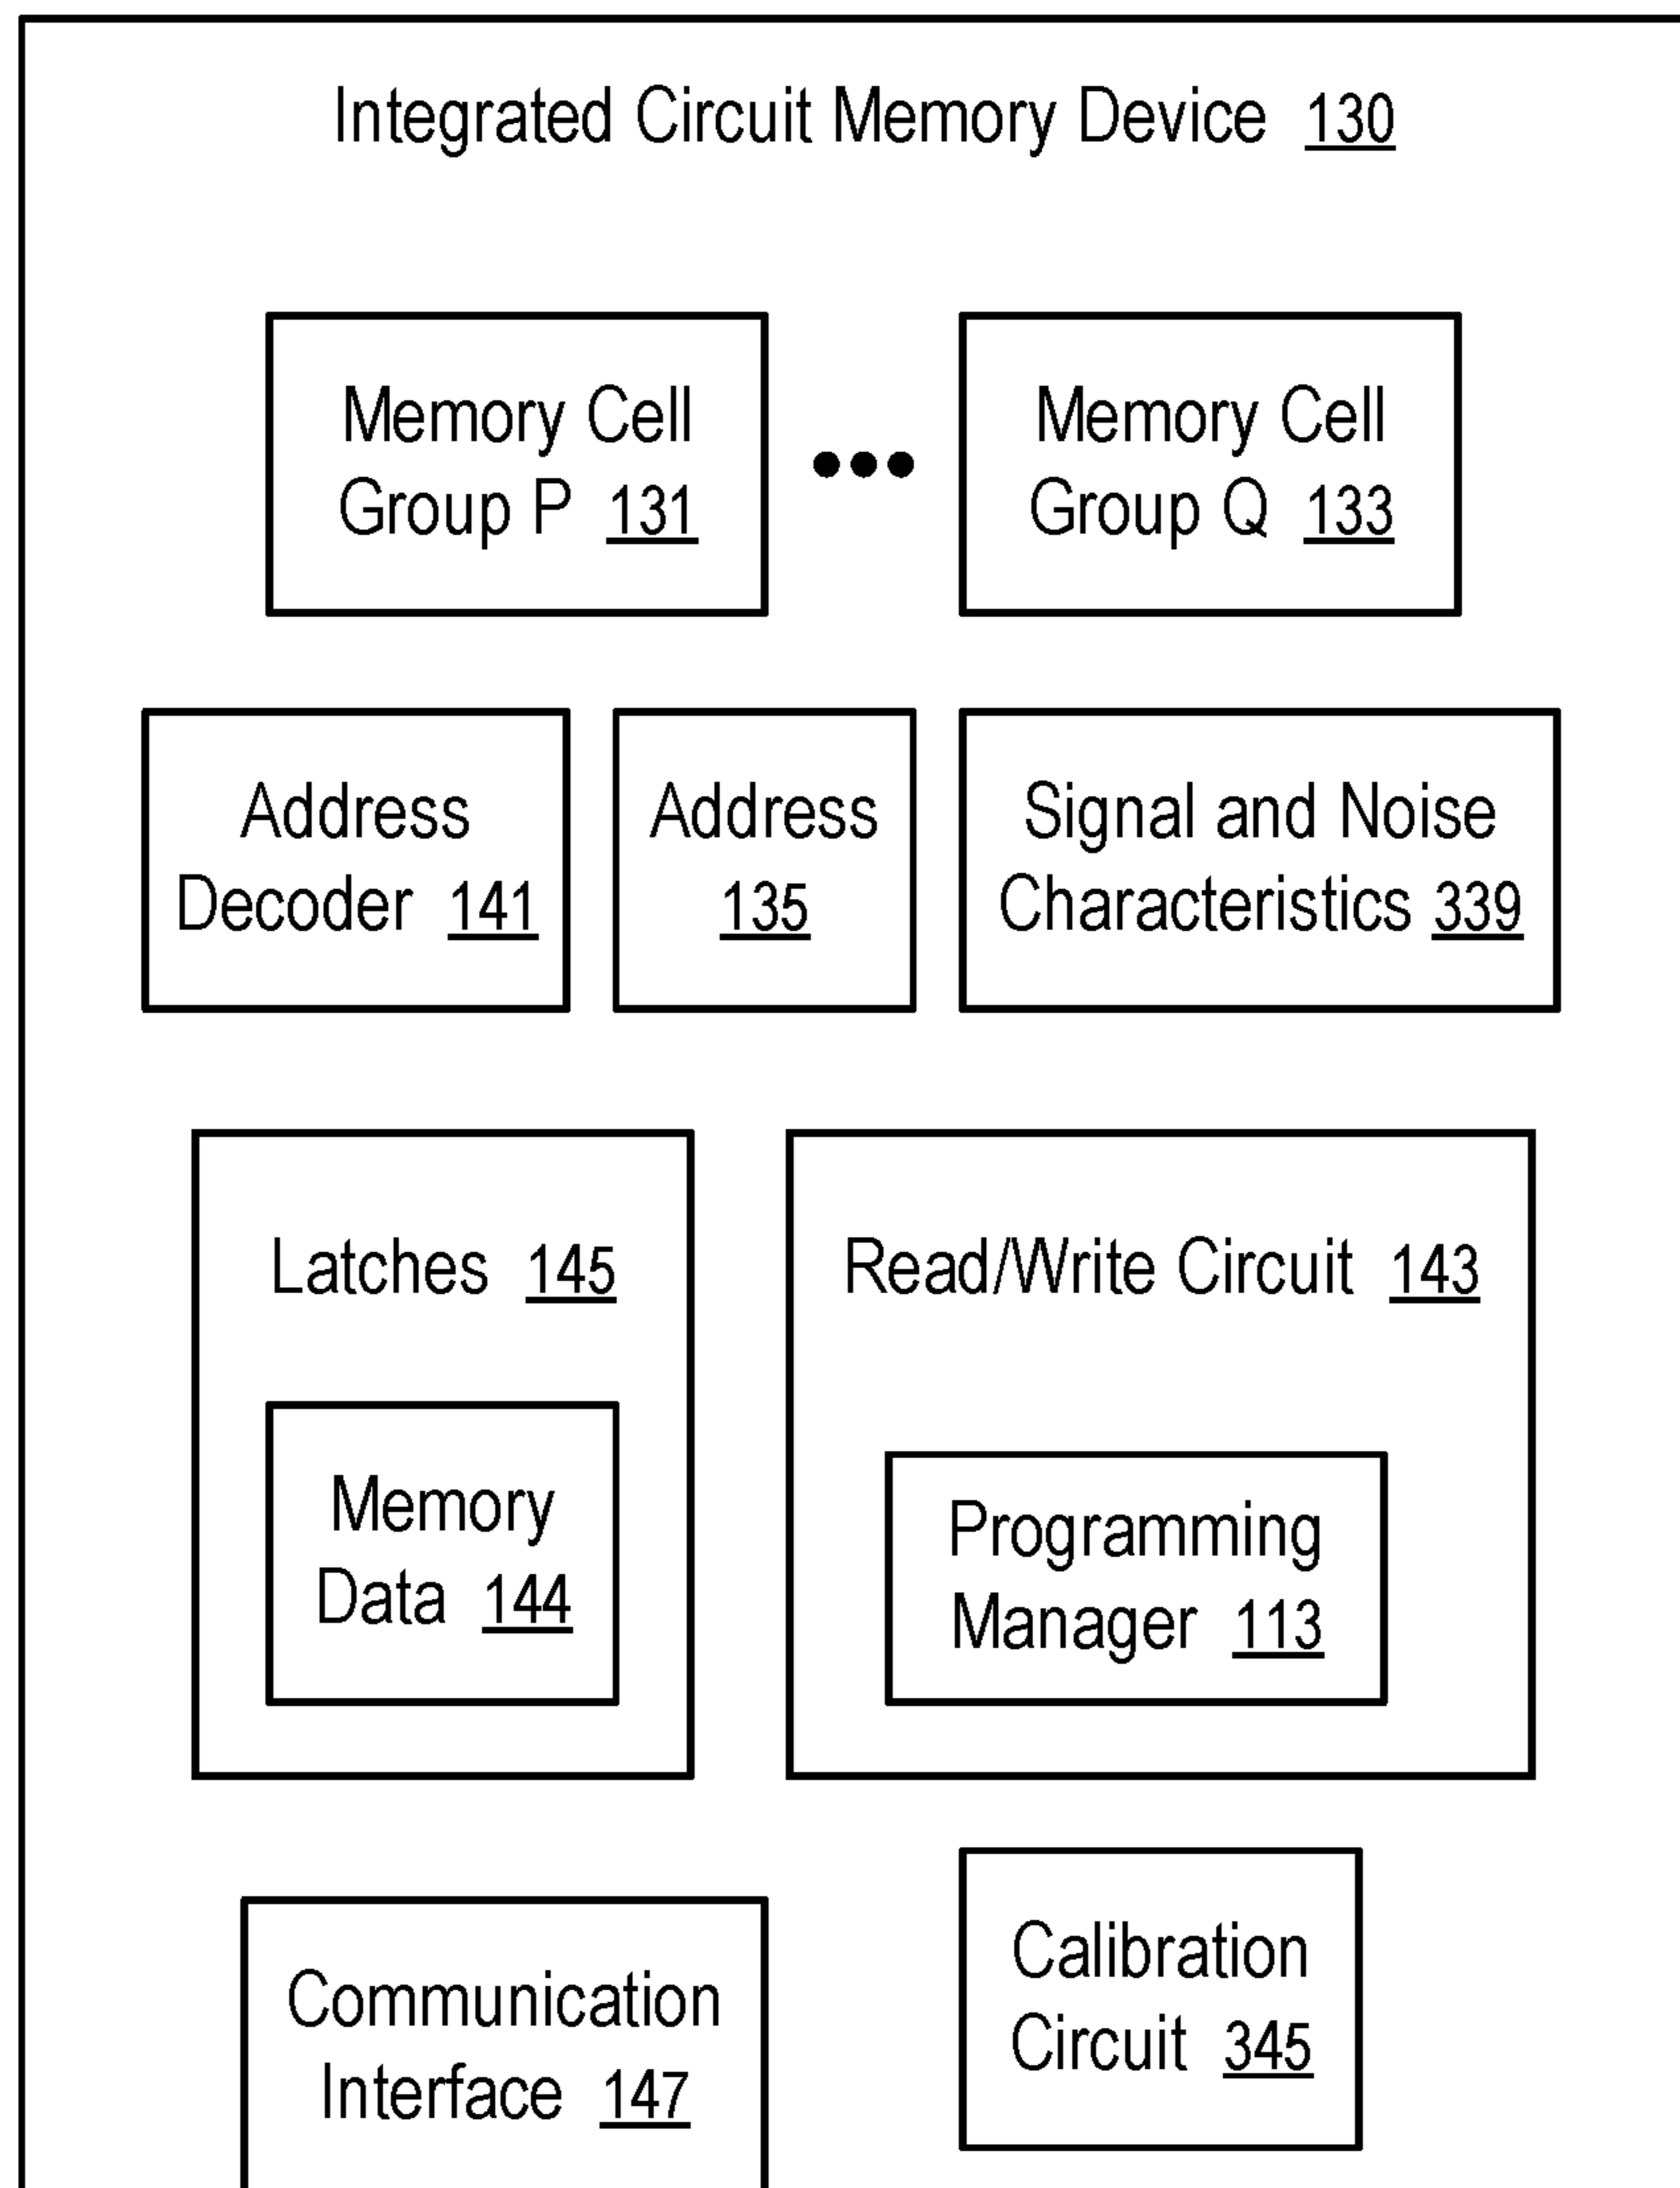 Integrated Circuit Memory Device 130
Memory Cell
Group P 131
Memory Cell
Group Q 133
Address
Decoder 141
Address
135
Signal and Noise
Characteristics 339
Latches 145
Memory
Data 144
Read/Write Circuit 143
Programming
Manager 113
Communication
Interface 147
Calibration
Circuit 345